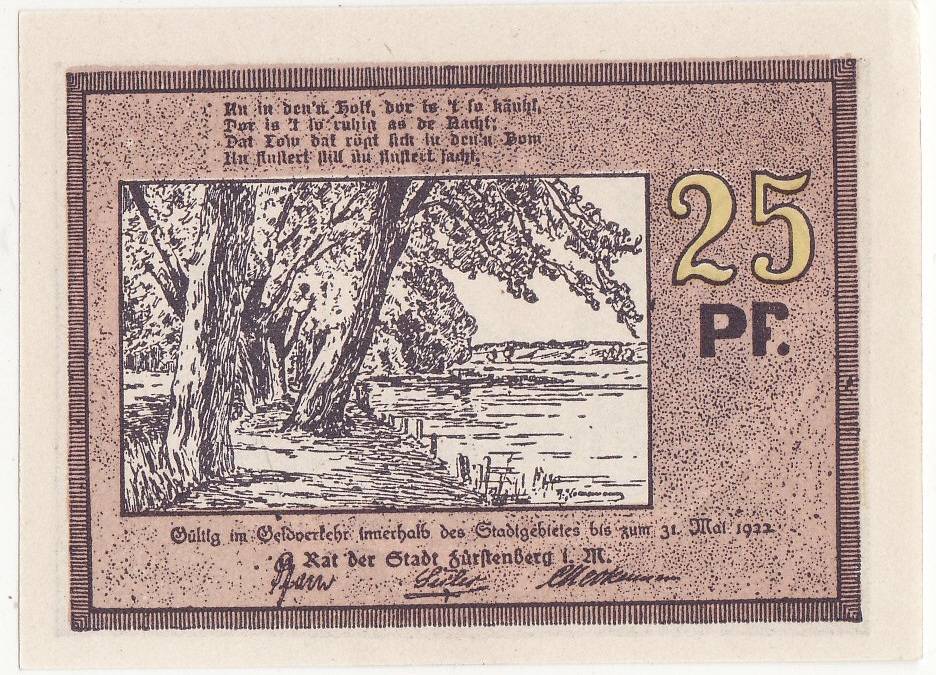 Un in den'n Holt, dor is 't so käuhl,
Dor is 't so ruhig as de Nacht;
Dat Low dat rögt sick in den'n Bom
Un flustert still un flustert sacht.
25
PF.
Gültig im Geldverkehr innerhalb des Stadtgebietes bis zum 31. Mai 1922
Rat der Stadt Fürstenberg i. M.